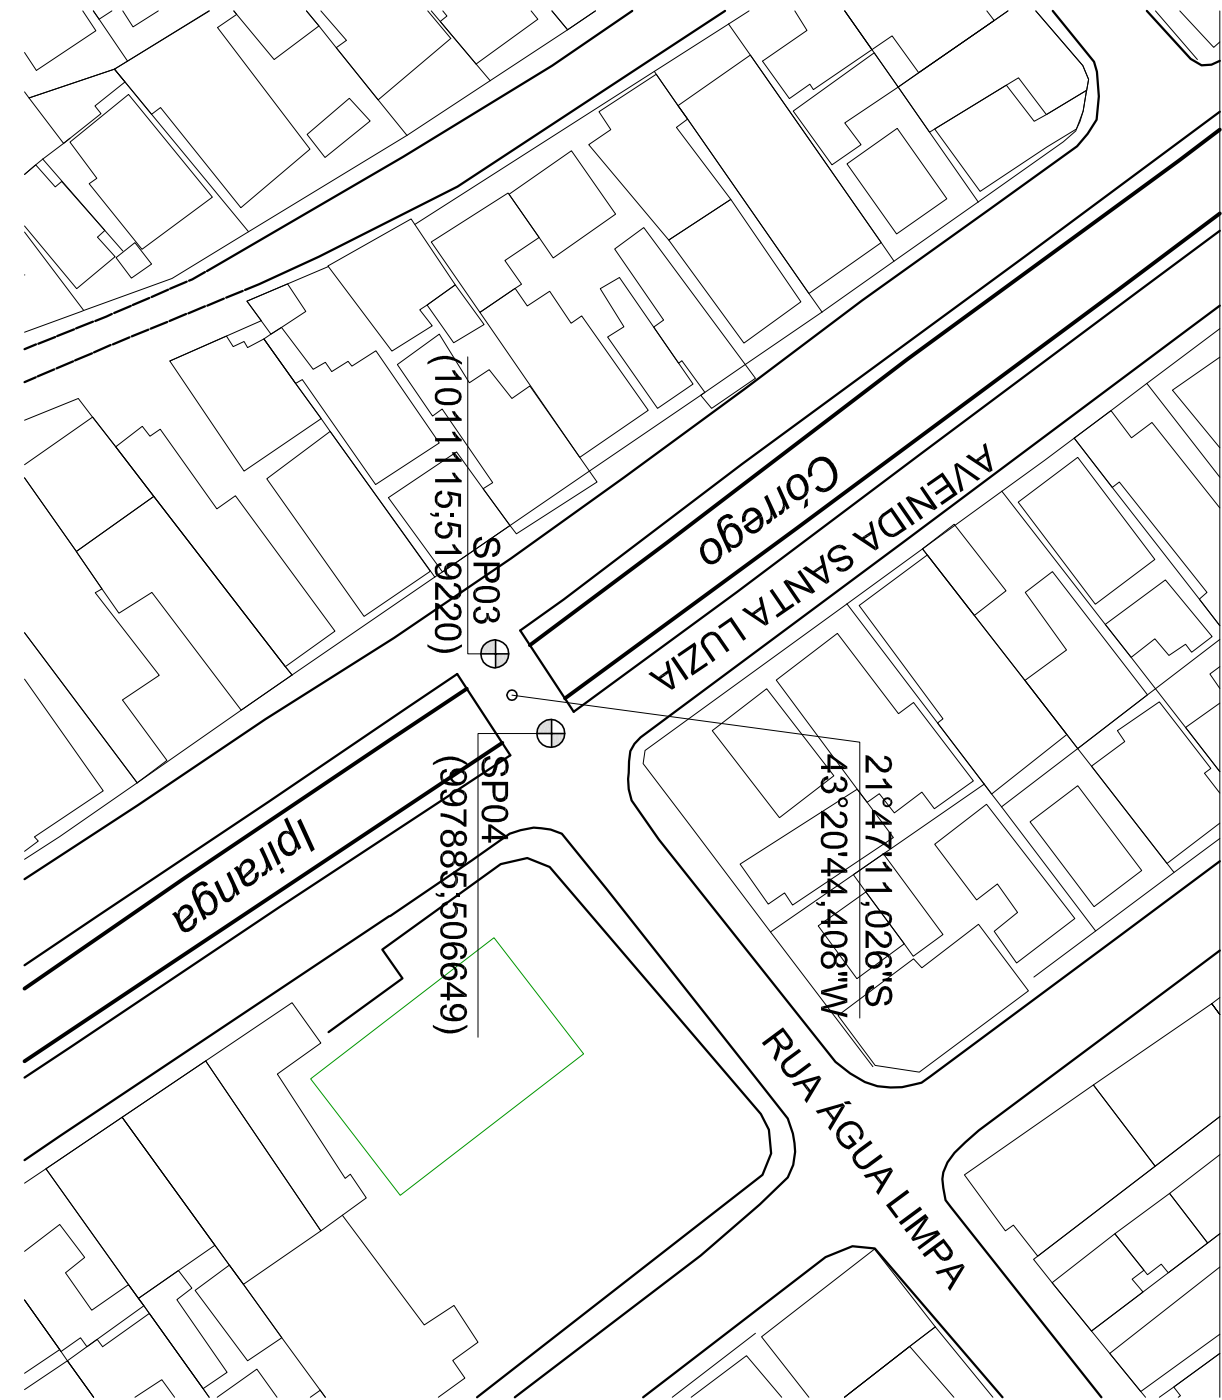 SP03
(1011115;519220)
Córrego
AVENIDA SANTA LUZIA
21°47'11,026"S
43°20'44,408"W
SP04
(997885;506649)
Ipiranga
RUA ÁGUA LIMPA